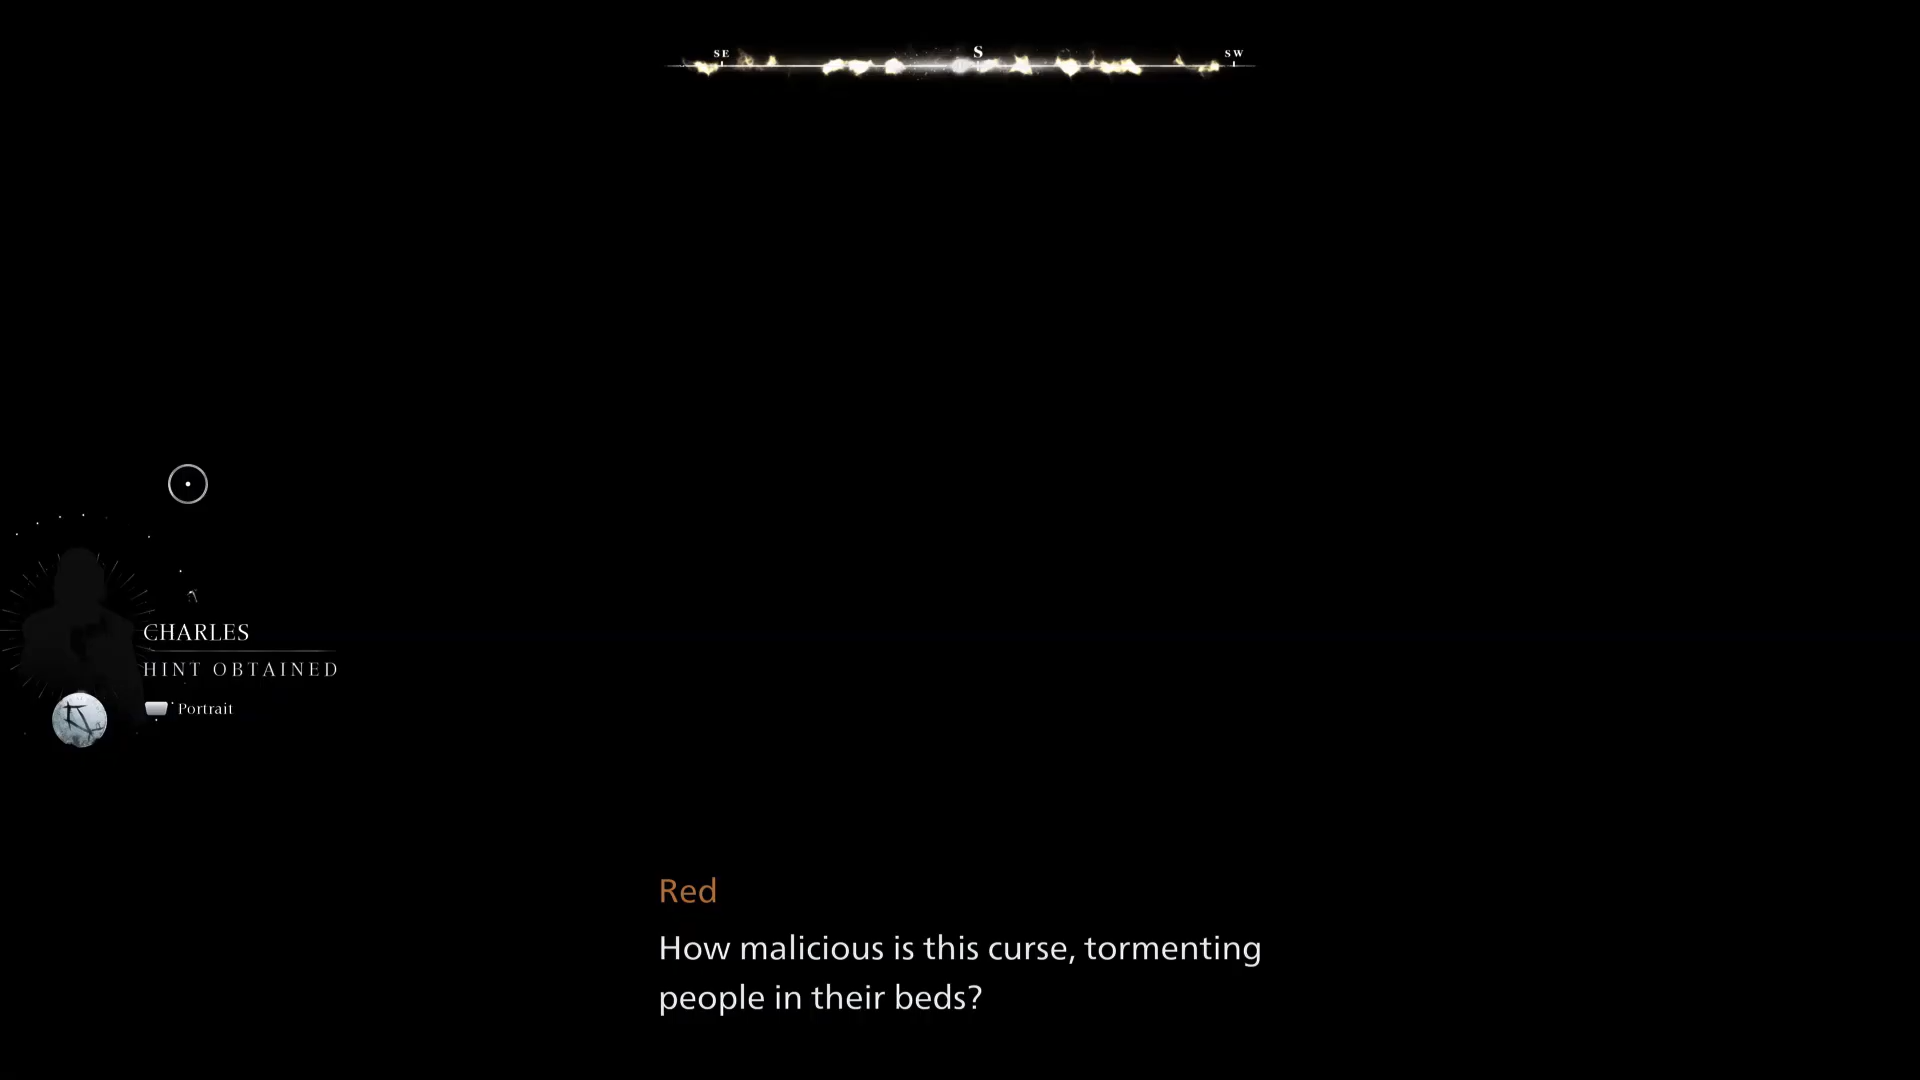 SE S SW
CHARLES
HINT OBTAINED
Portrait
Red
How malicious is this curse, tormenting
people in their beds?